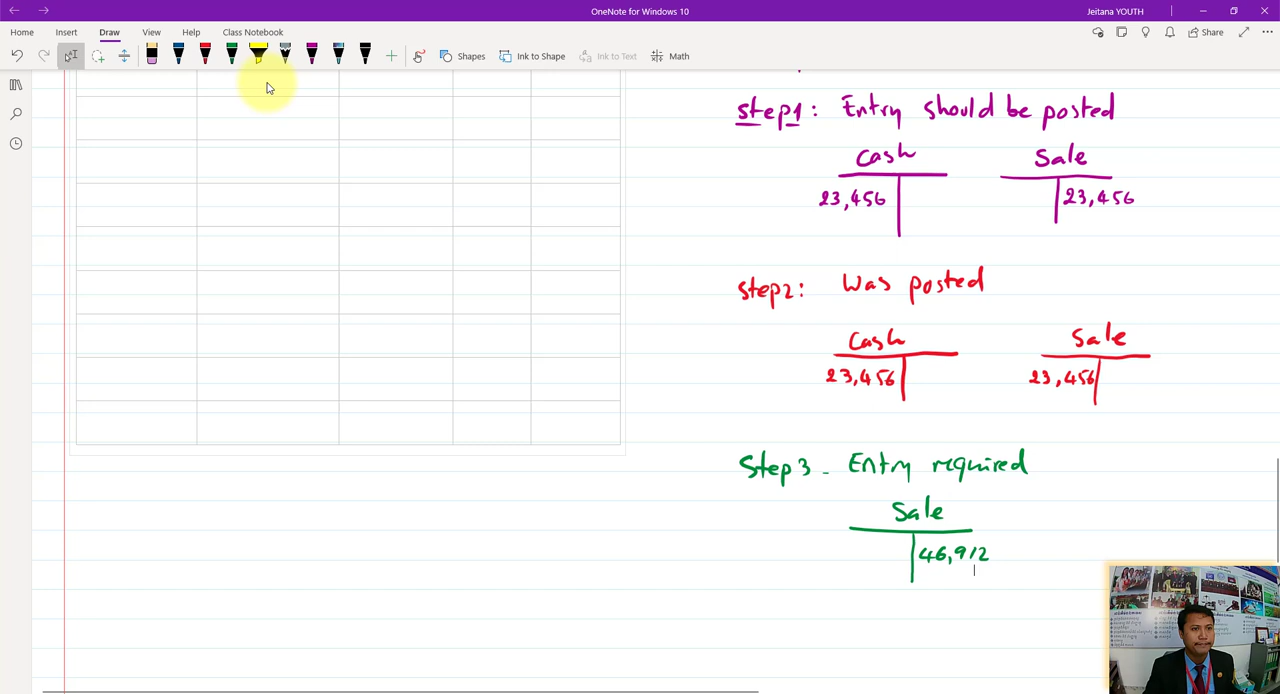 OneNote for Windows 10
Jeitana YOUTH
Home Insert Draw View Help Class Notebook
Share
Shapes Ink to Shape Ink to Text Math
step1: Entry should be posted
Cash Sale
23,456 23,456
step2: Was posted
Cash Sale
23,456 23,456
Step 3 - Entry required
Sale
46,912